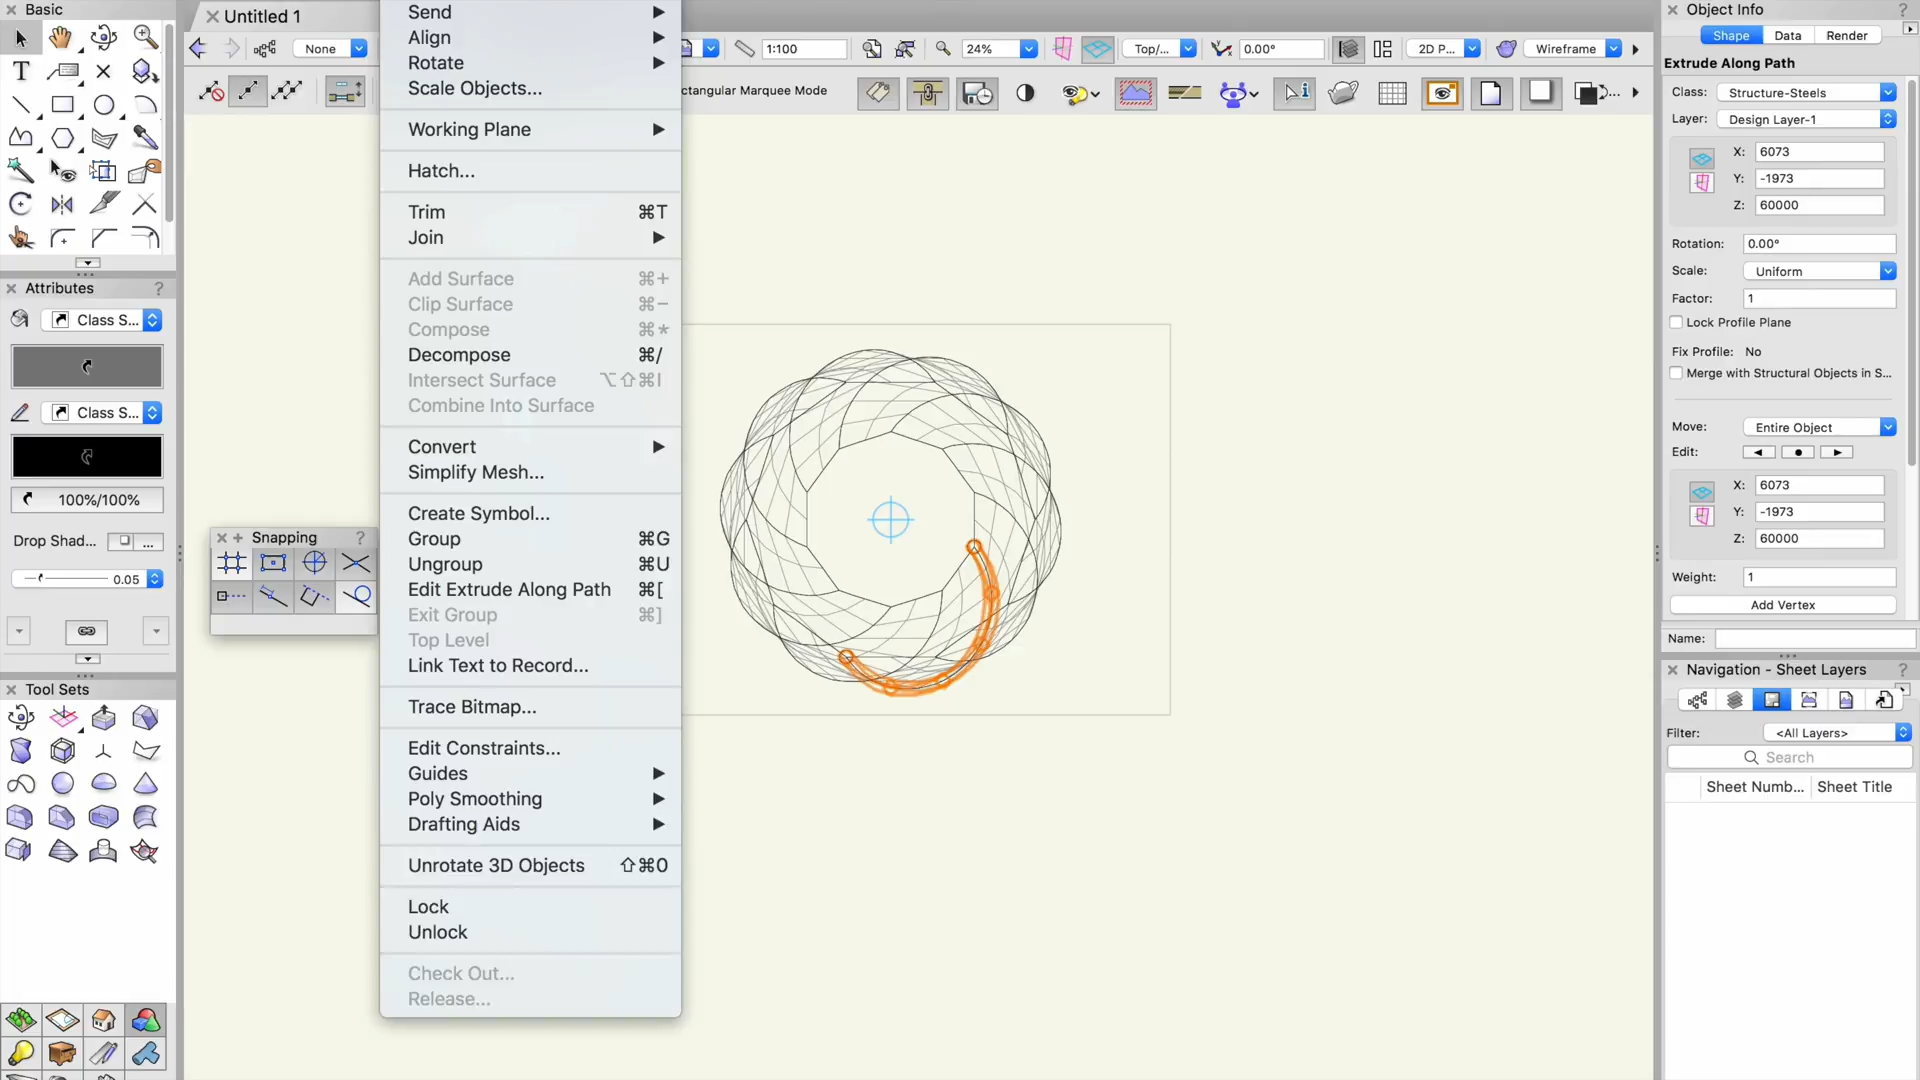 Basic
Untitled 1
Object Info
?
None
1:100
24%
Top/...
0.00°
2D P...
Wireframe
Rectangular Marquee Mode
Send
Align
Rotate
Scale Objects...
Working Plane
Hatch...
Trim ⌘T
Join
Add Surface ⌘+
Clip Surface ⌘−
Compose ⌘*
Decompose ⌘/
Intersect Surface ⌥⇧⌘I
Combine Into Surface
Convert
Simplify Mesh...
Create Symbol...
Group ⌘G
Ungroup ⌘U
Edit Extrude Along Path ⌘[
Exit Group ⌘]
Top Level
Link Text to Record...
Trace Bitmap...
Edit Constraints...
Guides
Poly Smoothing
Drafting Aids
Unrotate 3D Objects ⇧⌘0
Lock
Unlock
Check Out...
Release...
Attributes ?
Class S...
Class S...
100%/100%
Drop Shad... ...
0.05
Tool Sets
Snapping ?
Shape Data Render
Extrude Along Path
Class: Structure-Steels
Layer: Design Layer-1
X: 6073
Y: -1973
Z: 60000
Rotation: 0.00°
Scale: Uniform
Factor: 1
Lock Profile Plane
Fix Profile: No
Merge with Structural Objects in S...
Move: Entire Object
Edit:
X: 6073
Y: -1973
Z: 60000
Weight: 1
Add Vertex
Name:
Navigation - Sheet Layers ?
Filter: <All Layers>
Search
Sheet Numb... Sheet Title